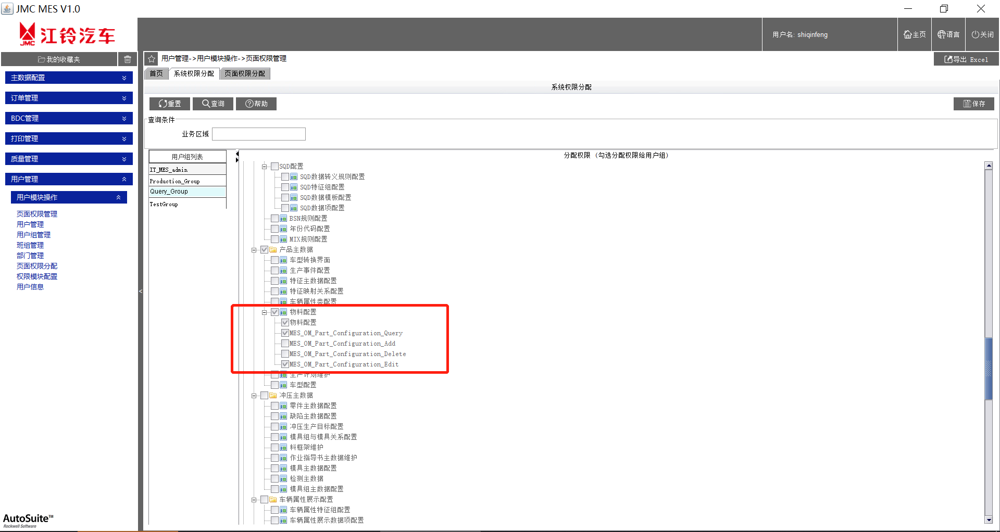 JMC MES V1.0
JMC 江铃汽车
用户名: shiqinfeng
主页
语言
关闭
我的收藏夹
用户管理->用户模块操作->页面权限管理
导出 Excel
首页 系统权限分配 页面权限分配
系统权限分配
重置 查询 帮助 保存
查询条件
业务区域
主数据配置
订单管理
BDC管理
打印管理
质量管理
用户管理
用户模块操作
页面权限管理
用户管理
用户组管理
班组管理
部门管理
页面权限分配
权限模块配置
用户信息
AutoSuite™
Rockwell Software
<
用户组列表
IT_MES_admin
Production_Group
Query_Group
TestGroup
分配权限 (勾选分配权限给用户组)
SQD配置
SQD数据转义规则配置
SQD特征组配置
SQD数据模板配置
SQD数据项配置
BSN规则配置
年份代码配置
MIX规则配置
产品主数据
车型转换界面
生产事件配置
特征主数据配置
特征映射关系配置
车辆属性类配置
物料配置
物料配置
MES_OM_Part_Configuration_Query
MES_OM_Part_Configuration_Add
MES_OM_Part_Configuration_Delete
MES_OM_Part_Configuration_Edit
生产计划维护
车型配置
冲压主数据
零件主数据配置
缺陷主数据配置
冲压生产目标配置
模具组与模具关系配置
料框架维护
作业指导书主数据维护
模具主数据配置
检测主数据
模具组主数据配置
车辆属性展示配置
车辆属性特征组配置
车辆属性展示数据项配置